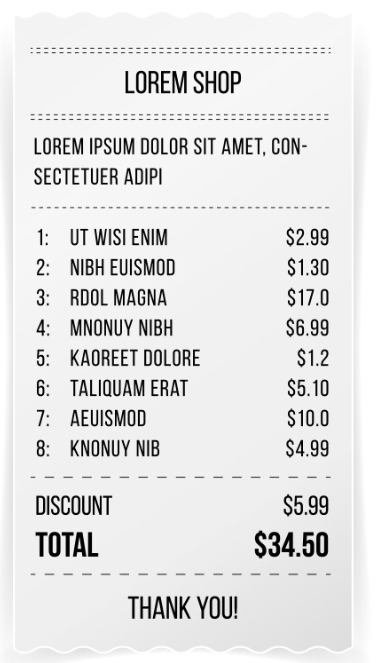 LOREM SHOP
LOREM IPSUM DOLOR SIT AMET, CON-
SECTETUER ADIPI
1: UT WISI ENIM $2.99
2: NIBH EUISMOD $1.30
3: RDOL MAGNA $17.0
4: MNONUY NIBH $6.99
5: KAOREET DOLORE $1.2
6: TALIQUAM ERAT $5.10
7: AEUISMOD $10.0
8: KNONUY NIB $4.99
DISCOUNT $5.99
TOTAL $34.50
THANK YOU!